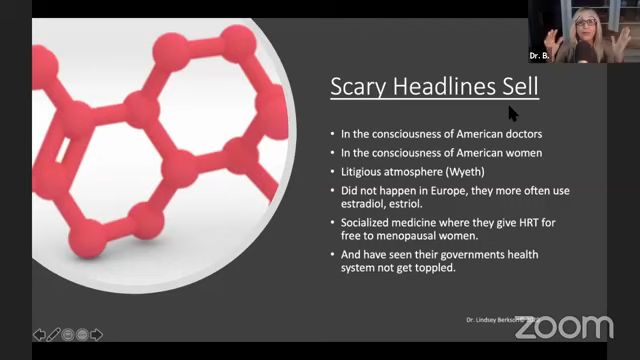 Dr. B.
Scary Headlines Sell
• In the consciousness of American doctors
• In the consciousness of American women
• Litigious atmosphere (Wyeth)
• Did not happen in Europe, they more often use
estradiol, estriol.
• Socialized medicine where they give HRT for
free to menopausal women.
• And have seen their governments health
system not get toppled.
Dr. Lindsay Berkson©
zoom